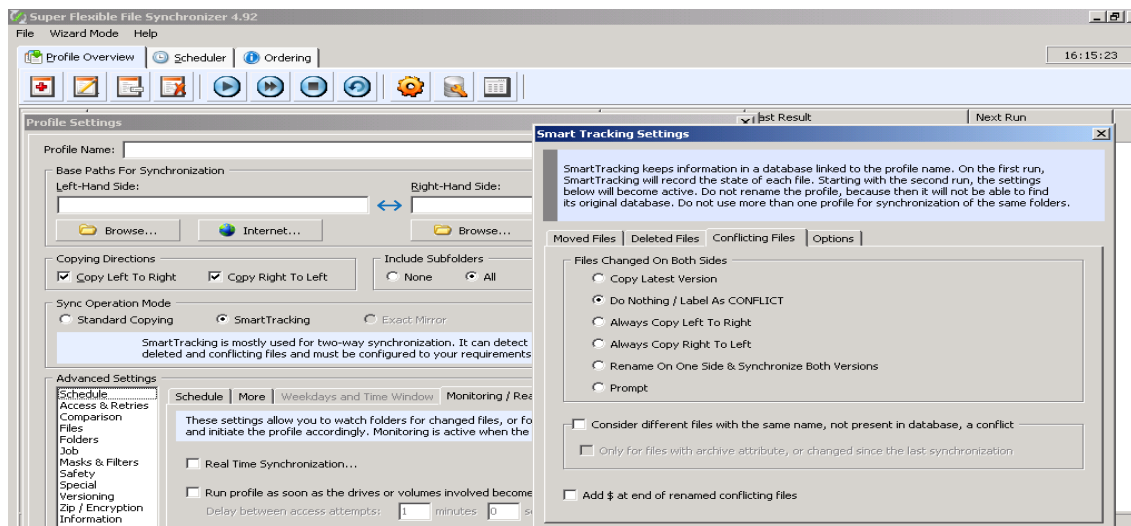 Super Flexible File Synchronizer 4.92
File Wizard Mode Help
Profile Overview Scheduler Ordering
16:15:23
ast Result Next Run
Profile Settings
Profile Name:
Base Paths For Synchronization
Left-Hand Side: Right-Hand Side:
Browse... Internet... Browse...
Copying Directions Include Subfolders
Copy Left To Right Copy Right To Left None All
Sync Operation Mode
Standard Copying SmartTracking Exact Mirror
SmartTracking is mostly used for two-way synchronization. It can detect
deleted and conflicting files and must be configured to your requirements
Advanced Settings
Schedule
Access & Retries
Comparison
Files
Folders
Job
Masks & Filters
Safety
Special
Versioning
Zip / Encryption
Information
Schedule More Weekdays and Time Window Monitoring / Rea
These settings allow you to watch folders for changed files, or fo
and initiate the profile accordingly. Monitoring is active when the
Real Time Synchronization...
Run profile as soon as the drives or volumes involved become
Delay between access attempts: 1 minutes 0 s
Smart Tracking Settings
SmartTracking keeps information in a database linked to the profile name. On the first run,
SmartTracking will record the state of each file. Starting with the second run, the settings
below will become active. Do not rename the profile, because then it will not be able to find
its original database. Do not use more than one profile for synchronization of the same folders.
Moved Files Deleted Files Conflicting Files Options
Files Changed On Both Sides
Copy Latest Version
Do Nothing / Label As CONFLICT
Always Copy Left To Right
Always Copy Right To Left
Rename On One Side & Synchronize Both Versions
Prompt
Consider different files with the same name, not present in database, a conflict
Only for files with archive attribute, or changed since the last synchronization
Add $ at end of renamed conflicting files